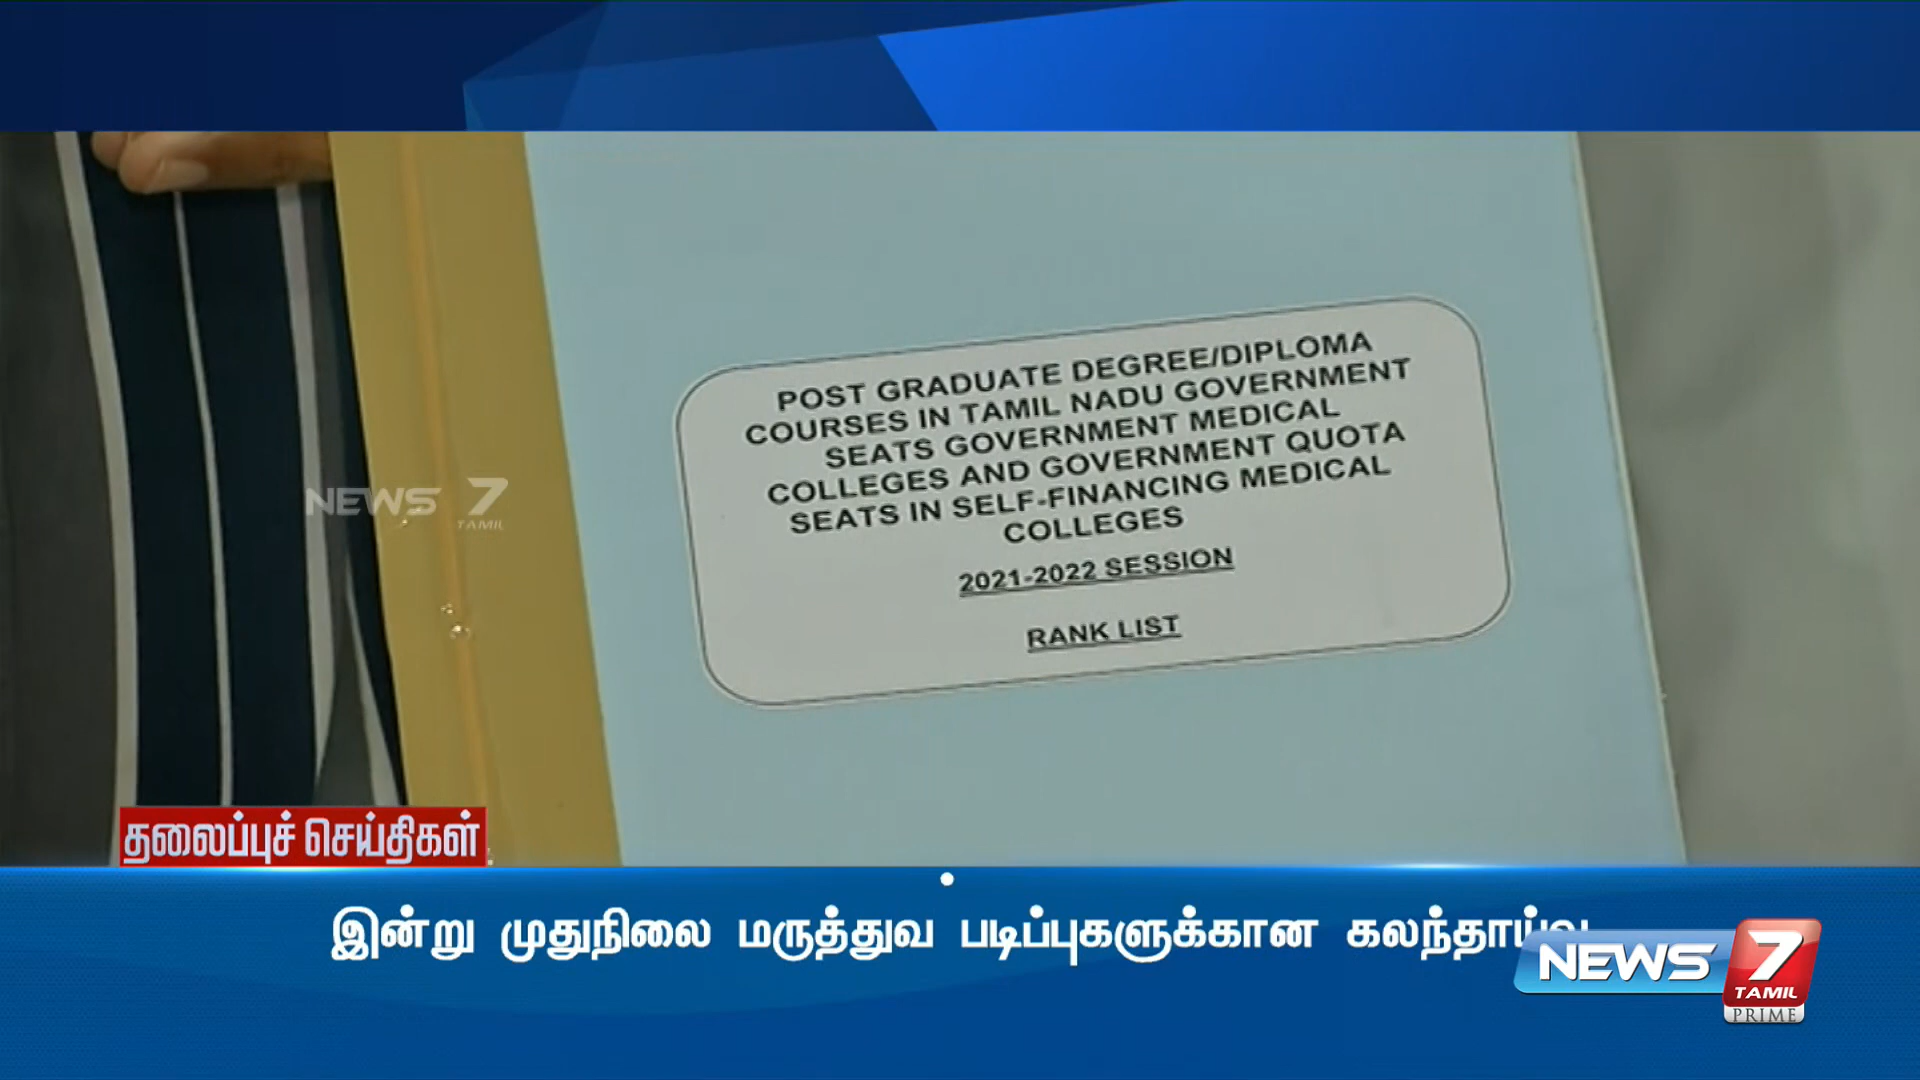 POST GRADUATE DEGREE/DIPLOMA
COURSES IN TAMIL NADU GOVERNMENT
SEATS GOVERNMENT MEDICAL
COLLEGES AND GOVERNMENT QUOTA
SEATS IN SELF-FINANCING MEDICAL
COLLEGES
2021-2022 SESSION
RANK LIST
NEWS 7
TAMIL
தலைப்புச் செய்திகள்
இன்று முதுநிலை மருத்துவ படிப்புகளுக்கான
NEWS 7
TAMIL
PRIME